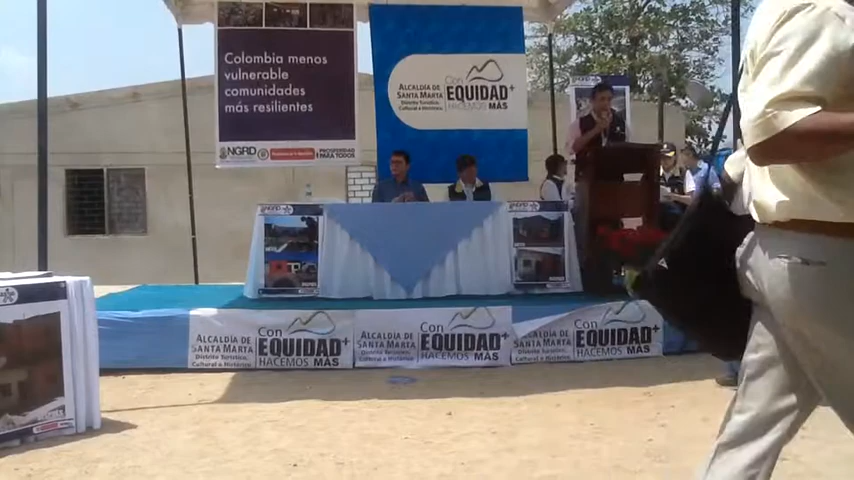 Colombia menos
vulnerable,
comunidades
más resilientes
NGRD
PROSPERIDAD
PARA TODOS
ALCALDÍA DE
SANTA MARTA
Distrito Turístico,
Cultural e Histórico
Con
EQUIDAD
HACEMOS MÁS
NGRD
NGRD
ALCALDÍA DE
SANTA MARTA
Distrito Turístico
Cultural e Histórico
Con
EQUIDAD
HACEMOS MÁS
ALCALDÍA DE
SANTA MARTA
Distrito Turístico
Cultural e Histórico
Con
EQUIDAD
HACEMOS MÁS
ALCALDÍA DE
SANTA MARTA
Distrito Turístico
Cultural e Histórico
Con
EQUIDAD
HACEMOS MÁS